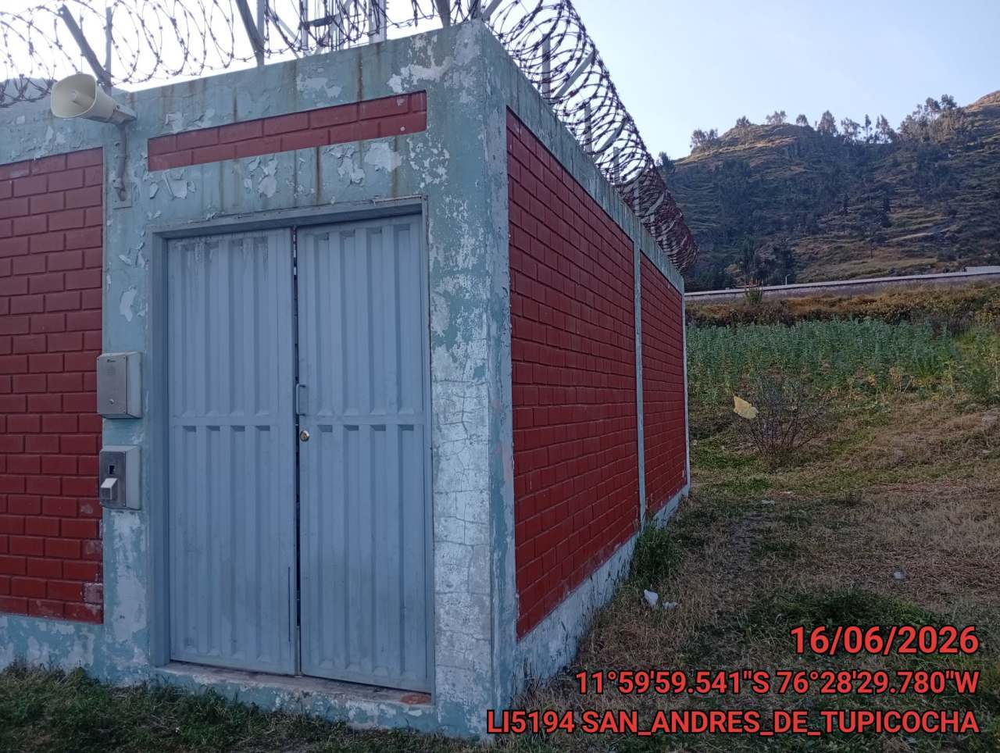 16/06/2026
11°59'59.541"S 76°28'29.780"W
LI5194 SAN_ANDRES_DE_TUPICOCHA